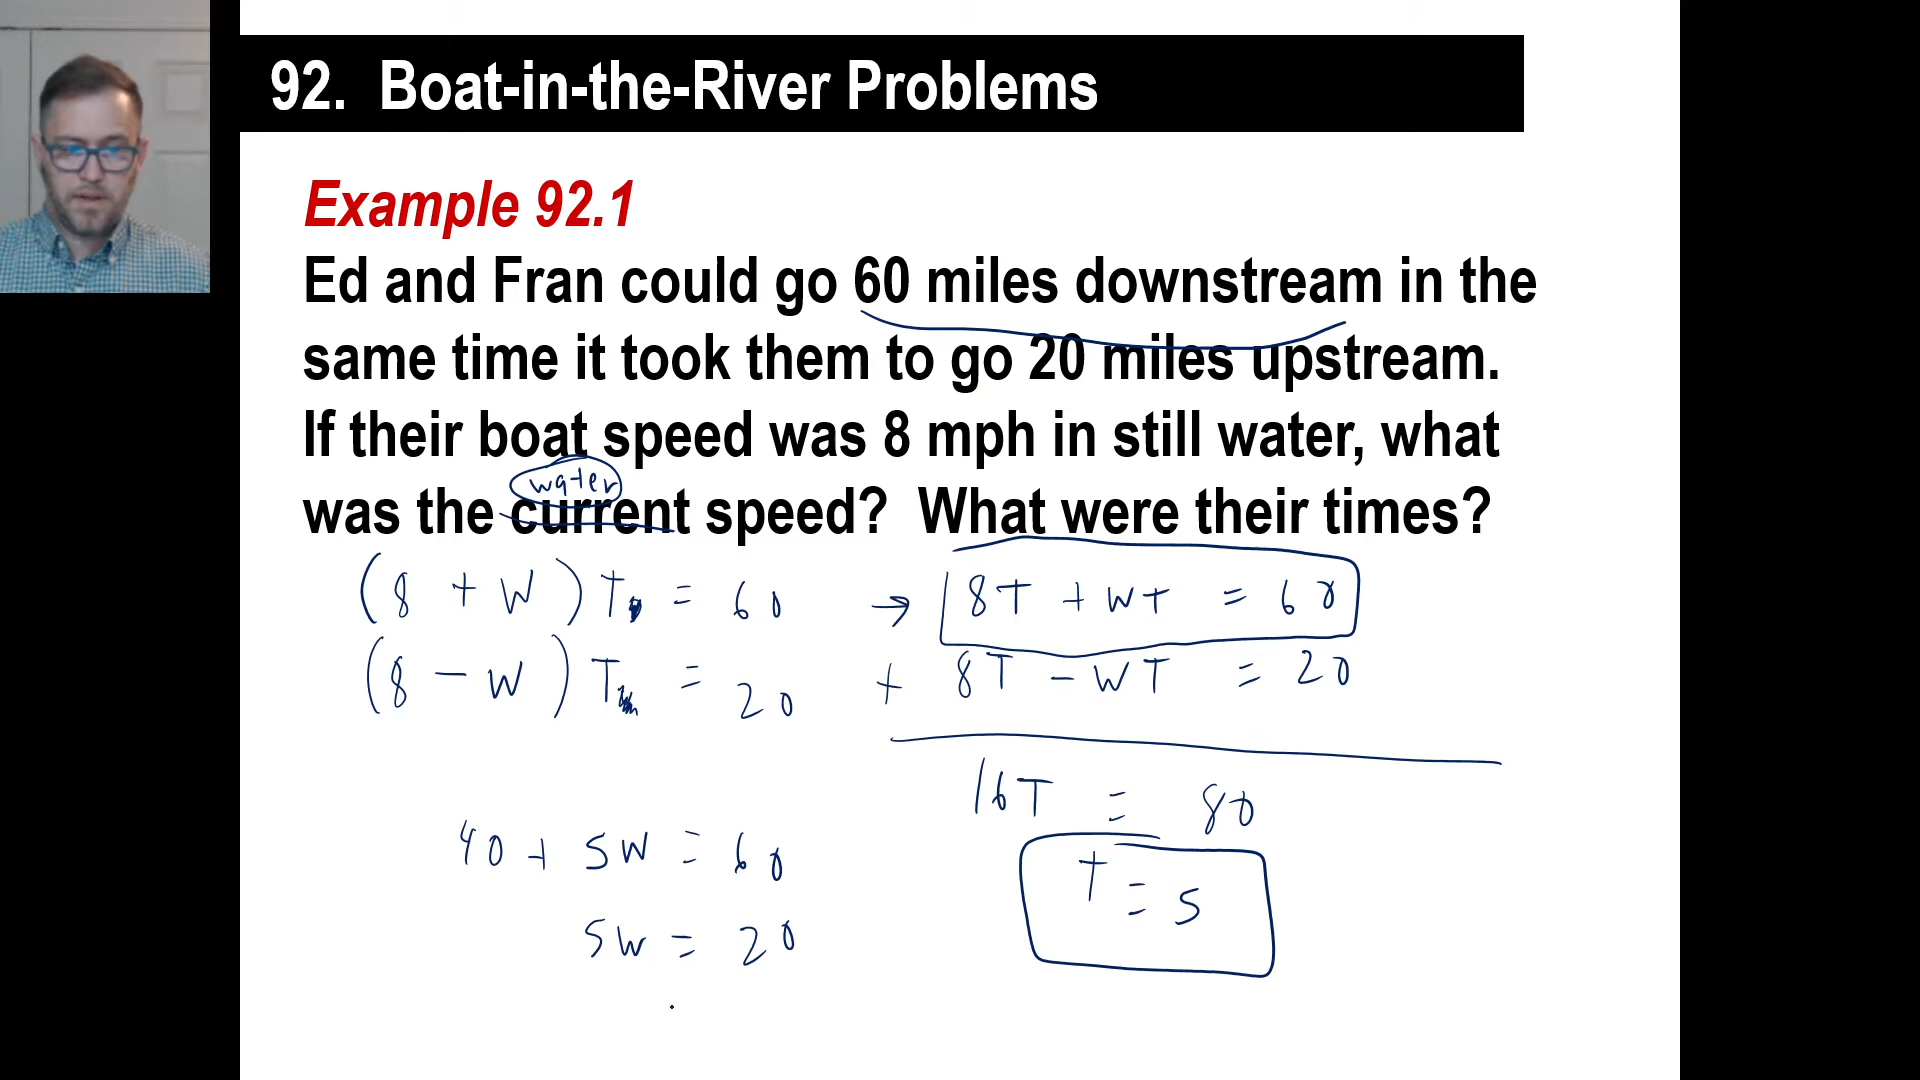 92. Boat-in-the-River Problems
Example 92.1
Ed and Fran could go 60 miles downstream in the
same time it took them to go 20 miles upstream.
If their boat speed was 8 mph in still water, what
water
was the current speed? What were their times?
(8 + W) T = 60 → 8T + WT = 60
(8 - W) T = 20 + 8T - WT = 20
16T = 80
40 + 5W = 60
T = 5
5W = 20